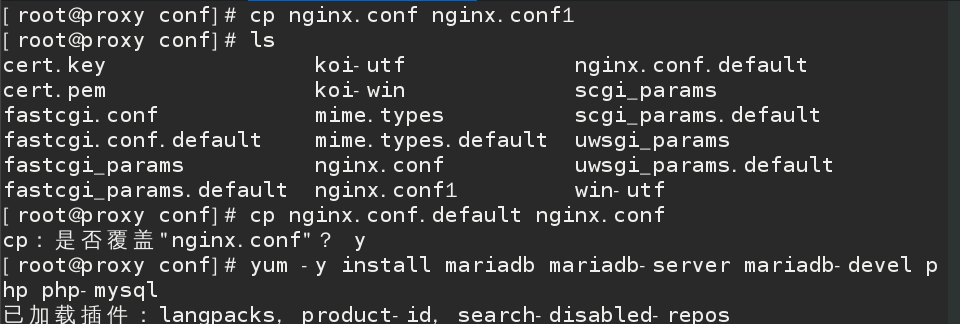 [root@proxy conf]# cp nginx.conf nginx.conf1
[root@proxy conf]# ls
cert.key koi-utf nginx.conf.default
cert.pem koi-win scgi_params
fastcgi.conf mime.types scgi_params.default
fastcgi.conf.default mime.types.default uwsgi_params
fastcgi_params nginx.conf uwsgi_params.default
fastcgi_params.default nginx.conf1 win-utf
[root@proxy conf]# cp nginx.conf.default nginx.conf
cp：是否覆盖"nginx.conf"？ y
[root@proxy conf]# yum -y install mariadb mariadb-server mariadb-devel p
hp php-mysql
已加载插件：langpacks, product-id, search-disabled-repos